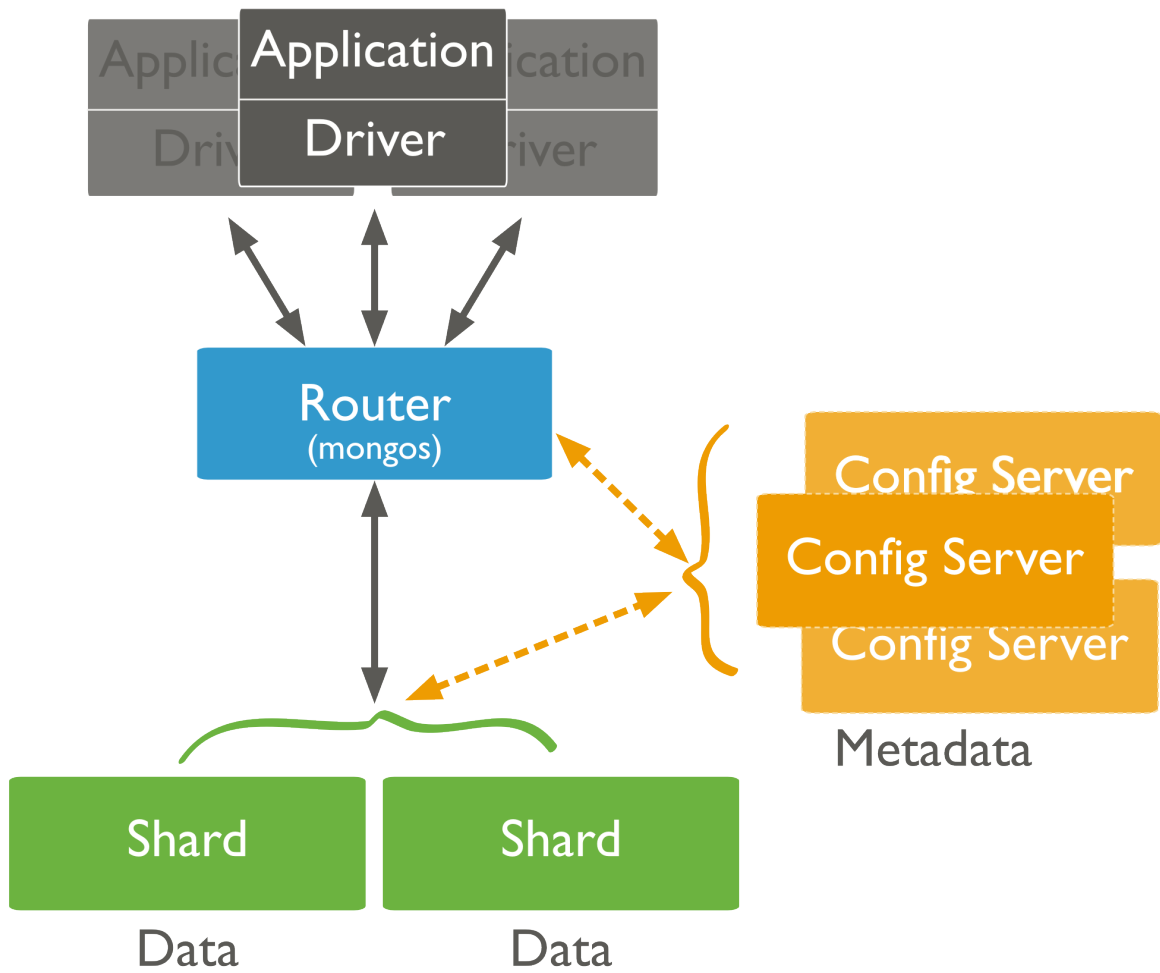 Application
Driver
Router
(mongos)
Config Server
Config Server
Config Server
Metadata
Shard
Shard
Data
Data